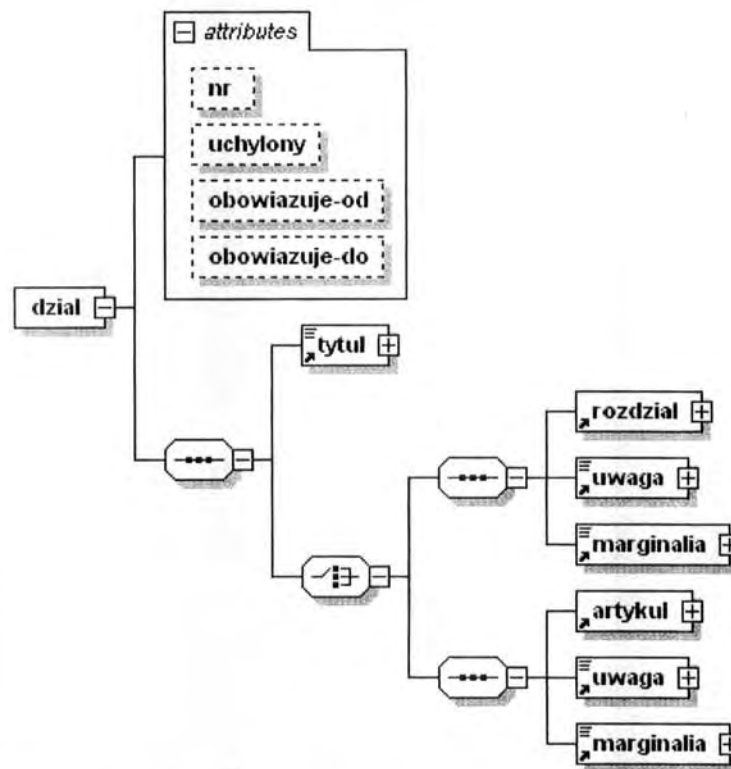 attributes
nr
uchylony
obowiazuje-od
obowiazuje-do
dzial
tytul
rozdzial
uwaga
marginalia
artykul
uwaga
marginalia